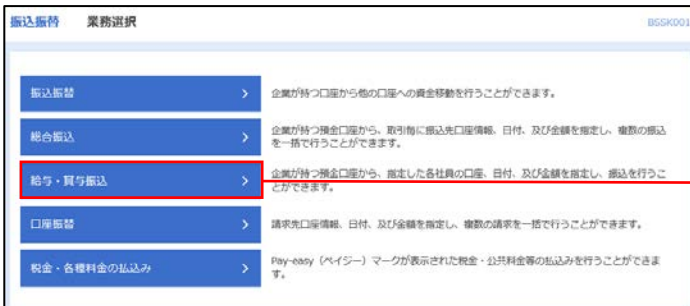 振込振替 業務選択 BSSK001
振込振替
企業が持つ口座から他の口座への資金移動を行うことができます。
総合振込
企業が持つ預金口座から、取引毎に振込先口座情報、日付、及び金額を指定し、複数の振込
を一括で行うことができます。
給与・賞与振込
企業が持つ預金口座から、指定した各社員の口座、日付、及び金額を指定し、振込を行うこ
とができます。
口座振替
請求先口座情報、日付、及び金額を指定し、複数の請求を一括で行うことができます。
税金・各種料金の払込み
Pay-easy（ペイジー）マークが表示された税金・公共料金等の払込みを行うことができま
す。